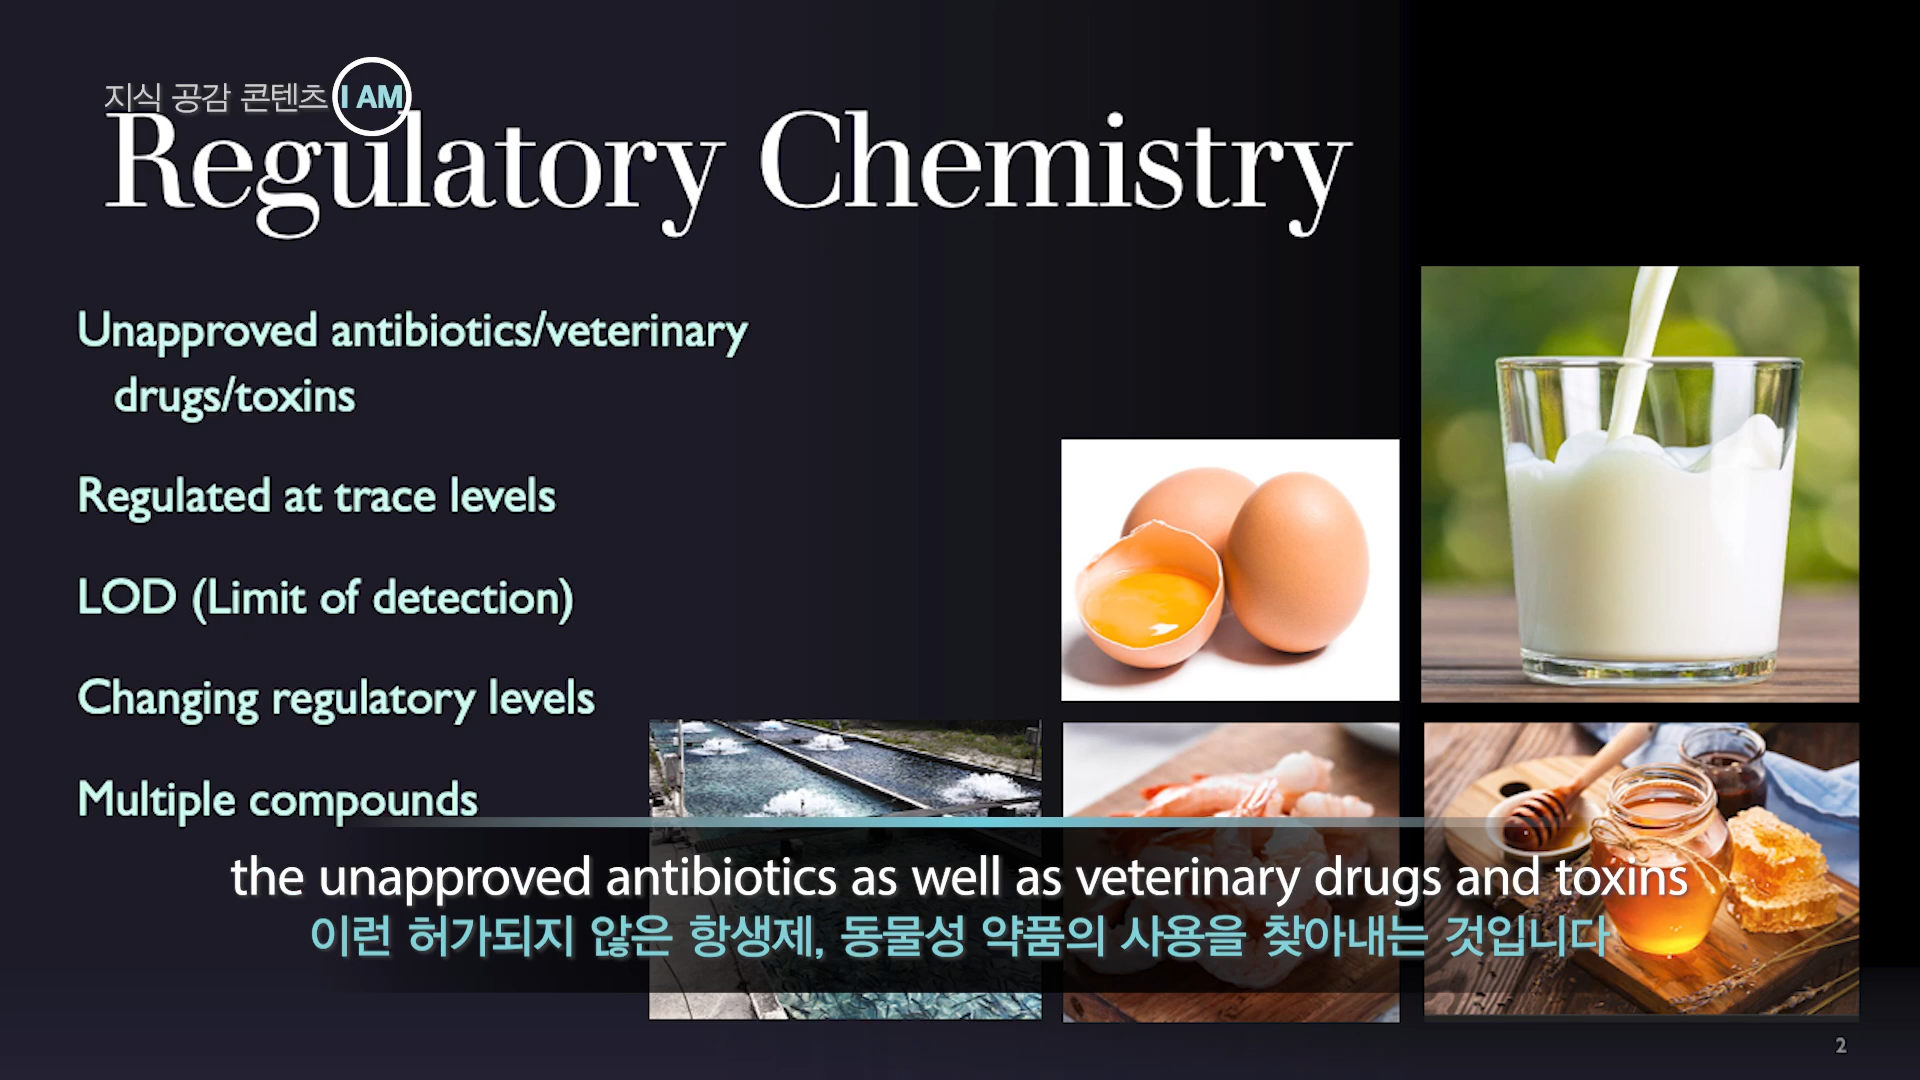 지식 공감 콘텐츠 I AM
Regulatory Chemistry
Unapproved antibiotics/veterinary
drugs/toxins
Regulated at trace levels
LOD (Limit of detection)
Changing regulatory levels
Multiple compounds
the unapproved antibiotics as well as veterinary drugs and toxins
이런 허가되지 않은 항생제, 동물성 약품의 사용을 찾아내는 것입니다
2